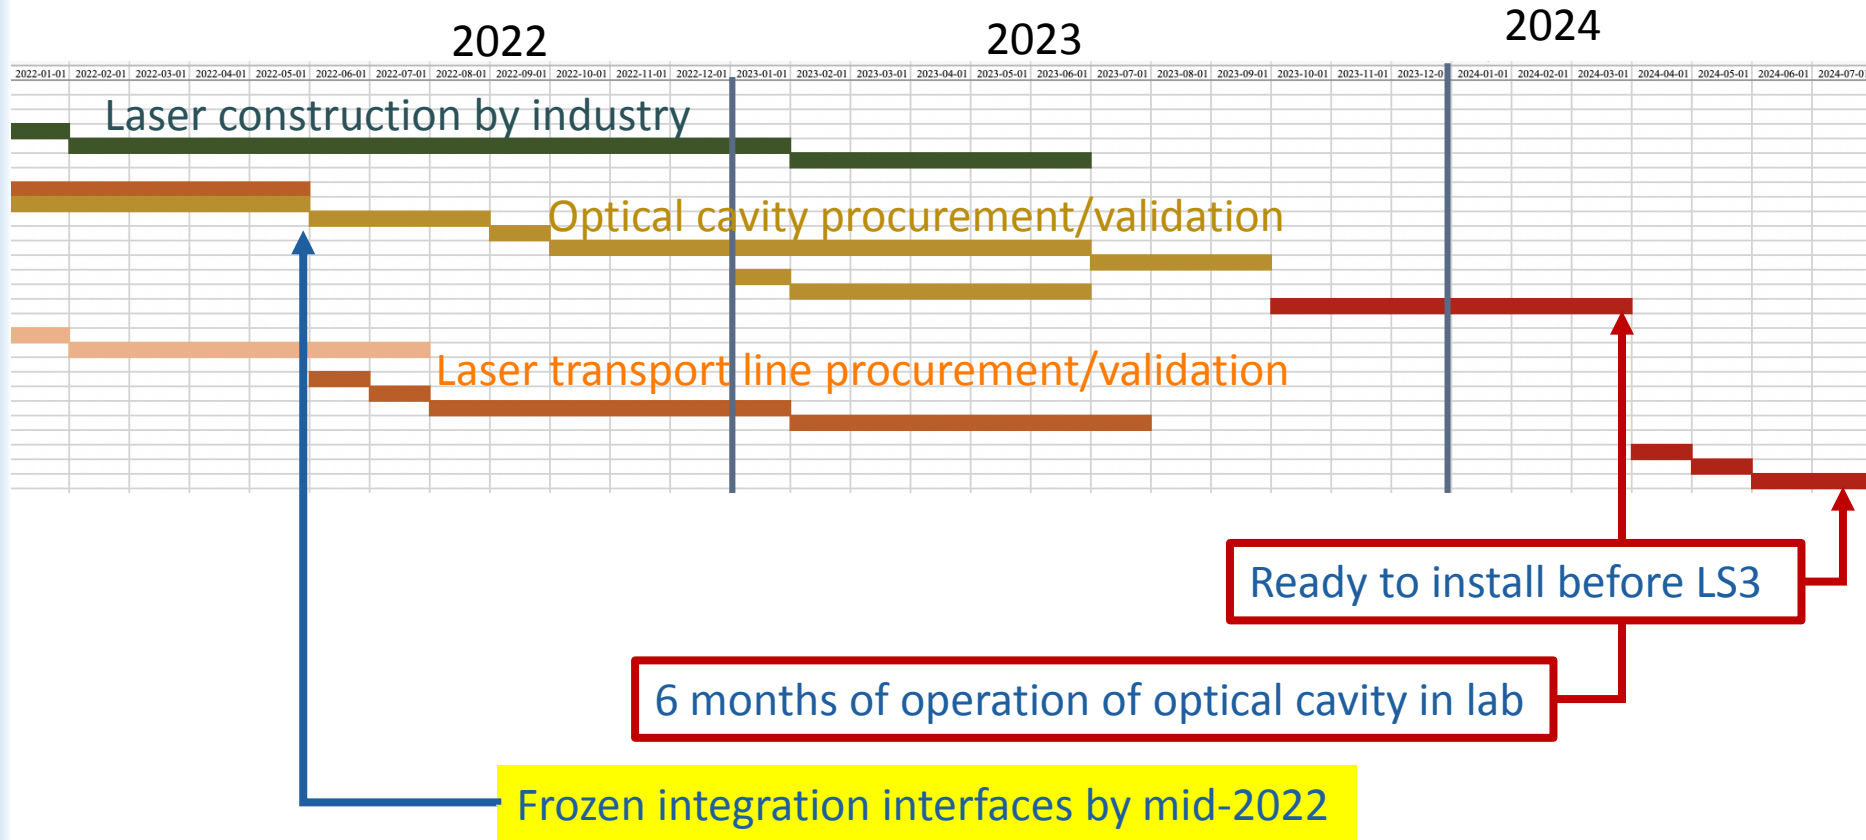 2022 2023 2024
2022-01-01 2022-02-01 2022-03-01 2022-04-01 2022-05-01 2022-06-01 2022-07-01 2022-08-01 2022-09-01 2022-10-01 2022-11-01 2022-12-01 2023-01-01 2023-02-01 2023-03-01 2023-04-01 2023-05-01 2023-06-01 2023-07-01 2023-08-01 2023-09-01 2023-10-01 2023-11-01 2023-12-0 2024-01-01 2024-02-01 2024-03-01 2024-04-01 2024-05-01 2024-06-01 2024-07-01
Laser construction by industry
Optical cavity procurement/validation
Laser transport line procurement/validation
Ready to install before LS3
6 months of operation of optical cavity in lab
Frozen integration interfaces by mid-2022